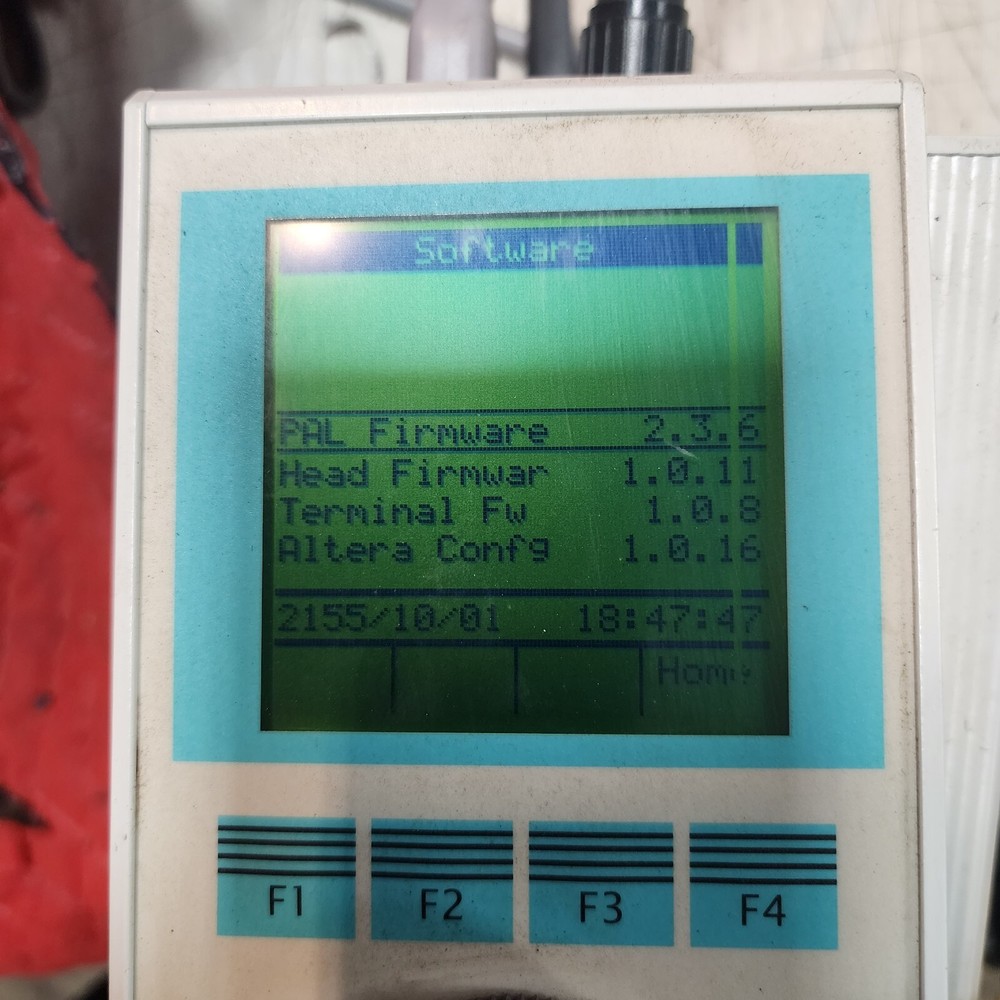 Software
PAL Firmware 2.3.6
Head Firmwar 1.0.11
Terminal Fw 1.0.8
Altera Confg 1.0.16
2155/10/01 18:47:47
Home
F1 F2 F3 F4